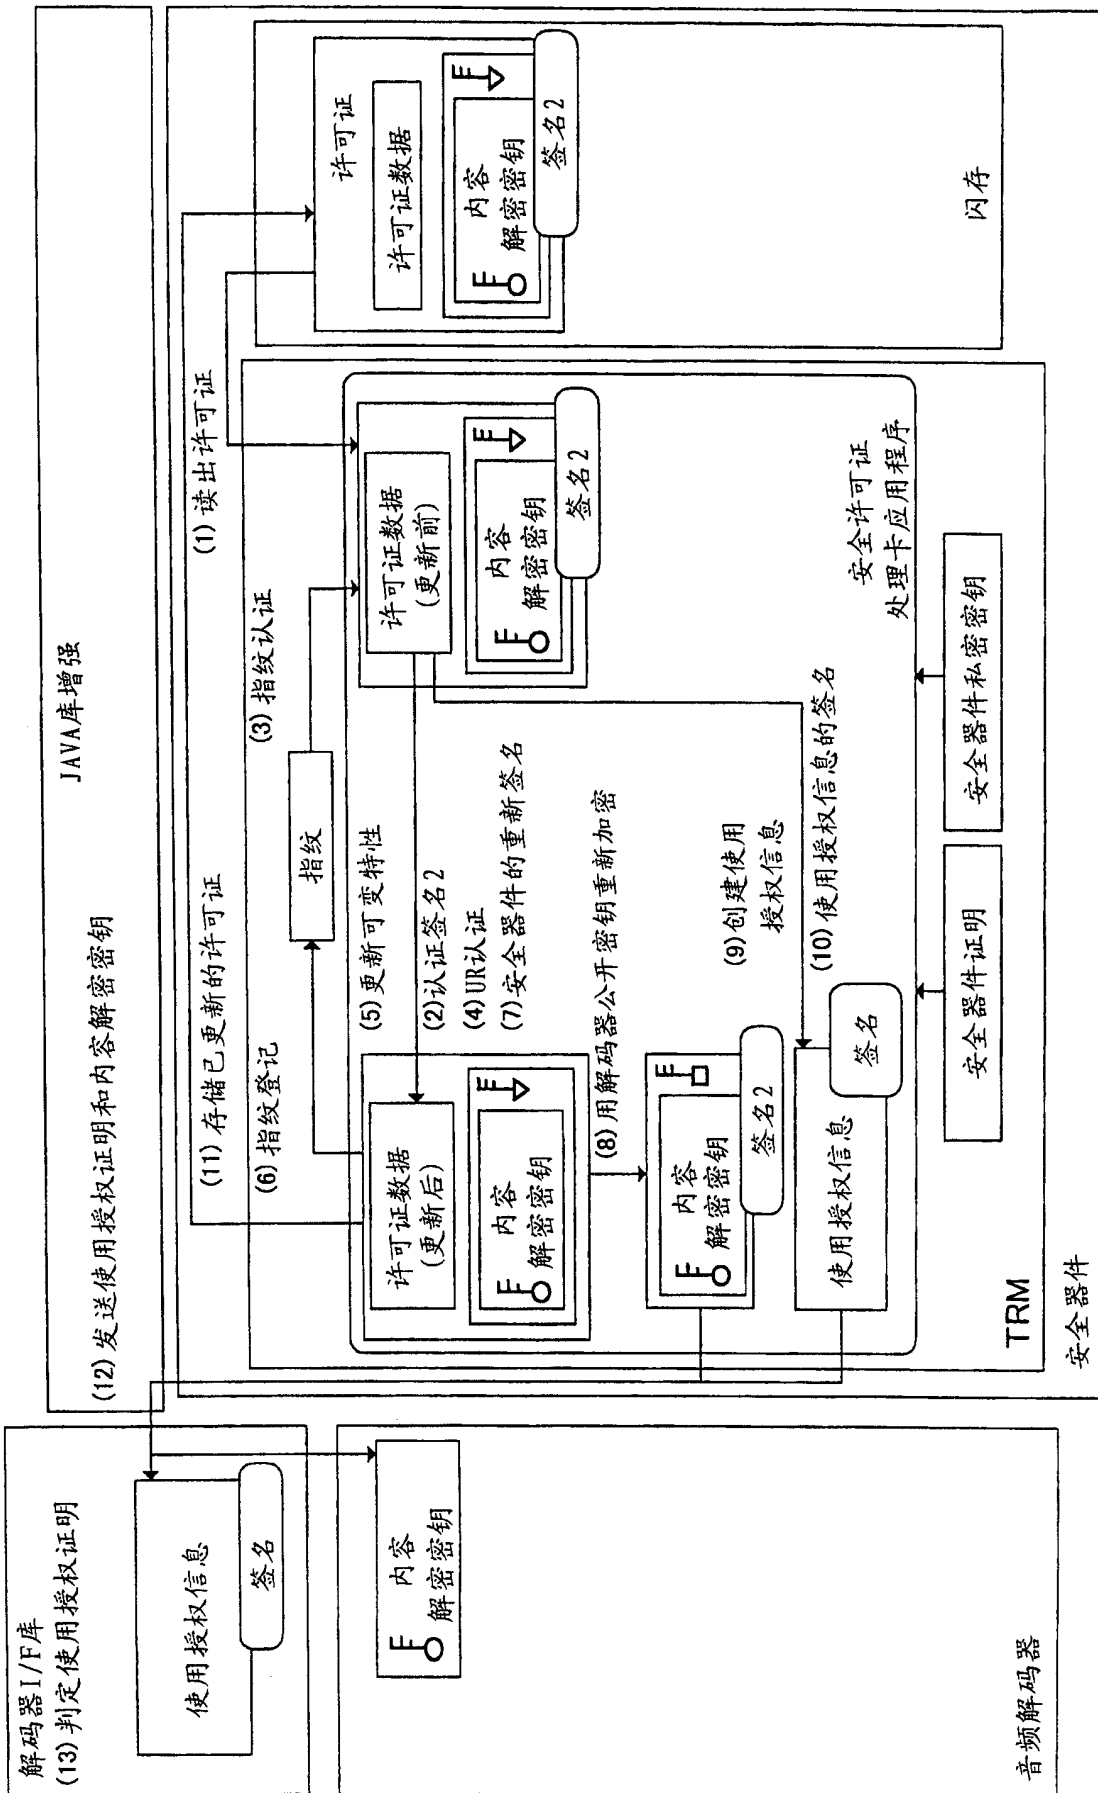 解码器I/F库
(13)判定使用授权证明
使用授权信息
签名
内容
解密密钥
音频解码器
JAVA库增强
(12)发送使用授权证明和内容解密密钥
(11)存储已更新的许可证
(1)读出许可证
(6)指纹登记
指纹
(3)指纹认证
许可证数据
(更新后)
内容
解密密钥
(5)更新可变特性
(2)认证签名2
(4)UR认证
(7)安全器件的重新签名
许可证数据
(更新前)
内容
解密密钥
签名2
(8)用解码器公开密钥重新加密
内容
解密密钥
签名2
(9)创建使用
授权信息
(10)使用授权信息的签名
使用授权信息
签名
安全许可证
处理卡应用程序
安全器件证明
安全器件私密密钥
TRM
安全器件
许可证
许可证数据
内容
解密密钥
签名2
闪存